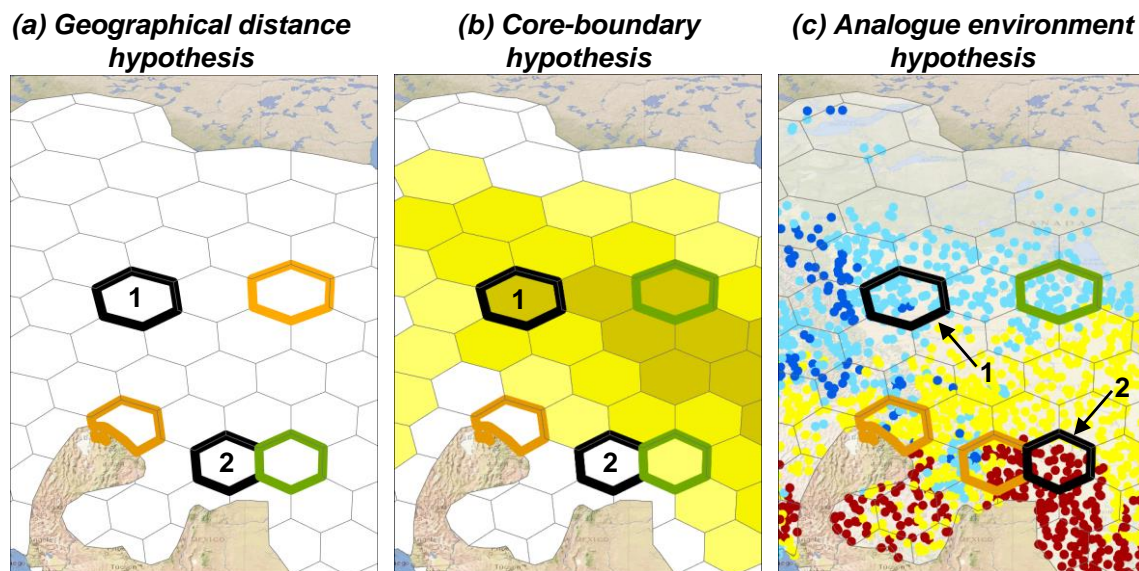 (a) Geographical distance
hypothesis
(b) Core-boundary
hypothesis
(c) Analogue environment
hypothesis
1
2
1
2
1
2